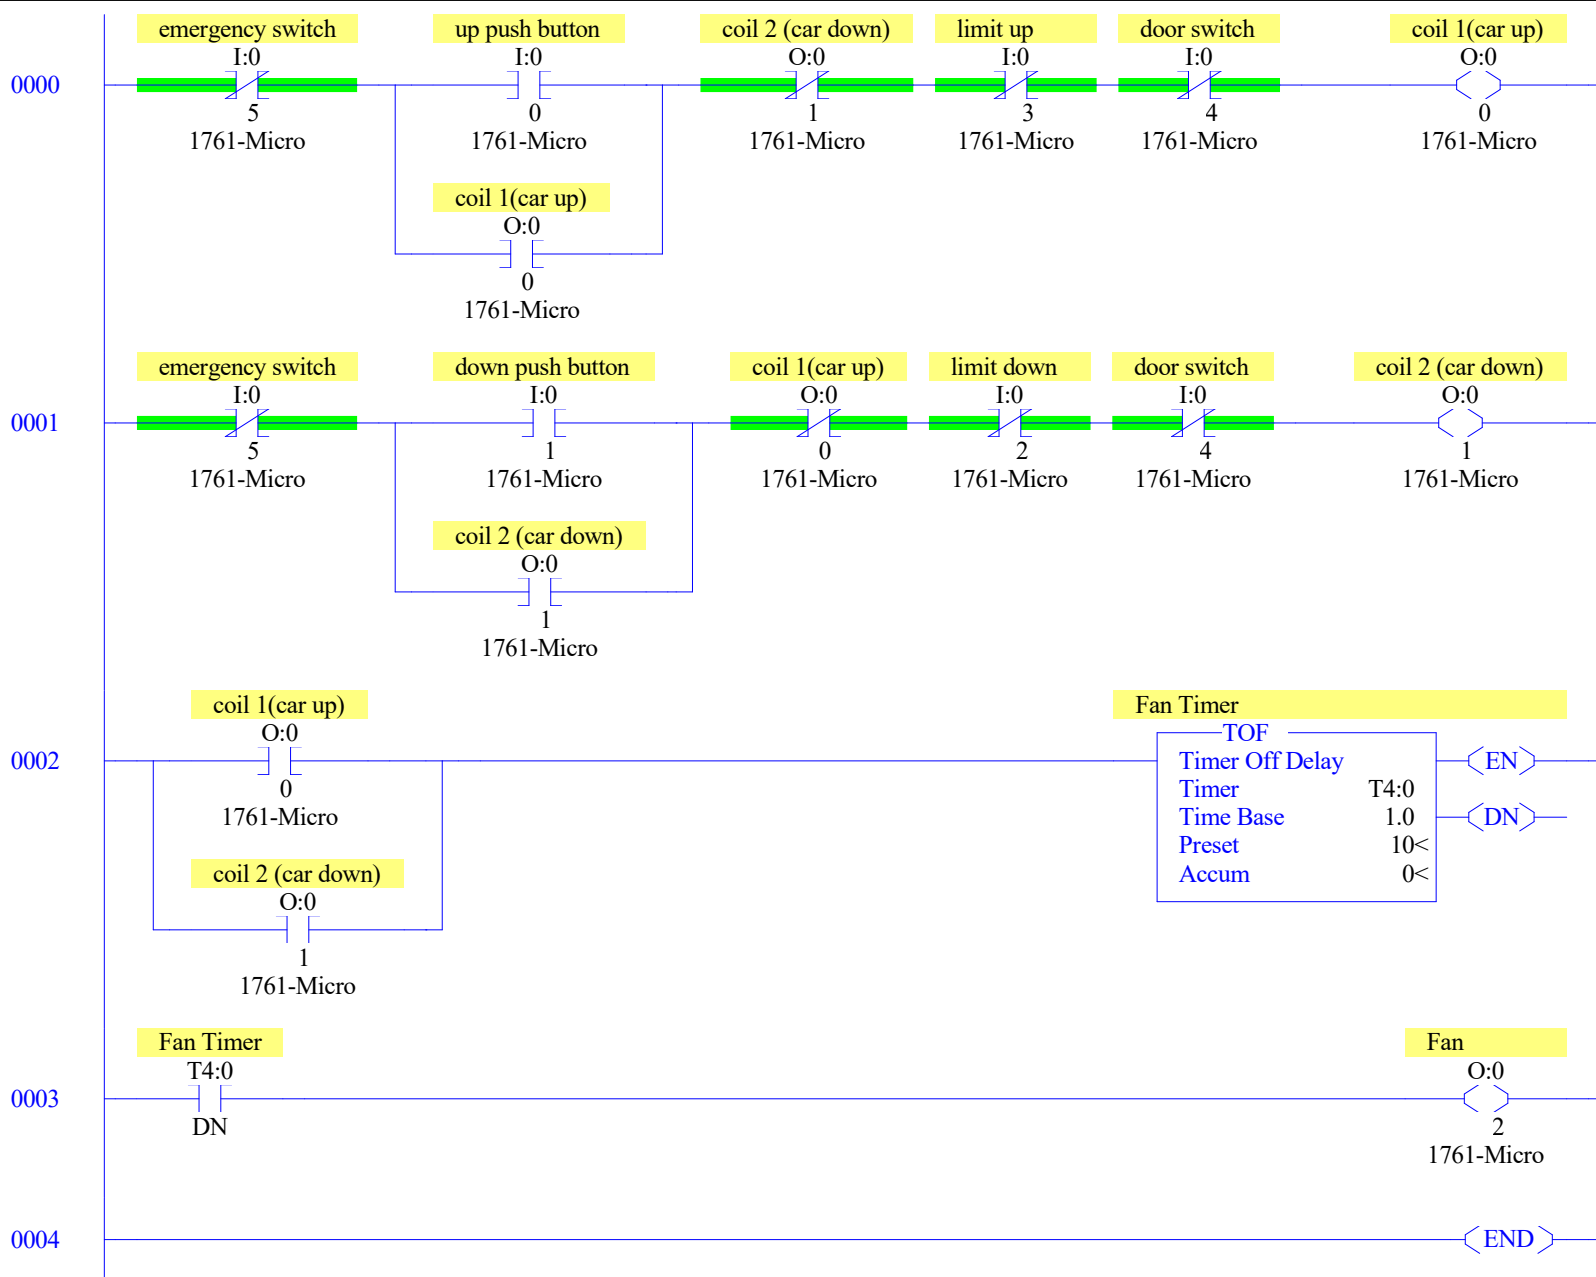 emergency switch up push button coil 2 (car down) limit up door switch coil 1(car up)
I:0 I:0 O:0 I:0 I:0 O:0
0000
5 0 1 3 4 0
1761-Micro 1761-Micro 1761-Micro 1761-Micro 1761-Micro 1761-Micro
coil 1(car up)
O:0
0
1761-Micro
emergency switch down push button coil 1(car up) limit down door switch coil 2 (car down)
I:0 I:0 O:0 I:0 I:0 O:0
0001
5 1 0 2 4 1
1761-Micro 1761-Micro 1761-Micro 1761-Micro 1761-Micro 1761-Micro
coil 2 (car down)
O:0
1
1761-Micro
coil 1(car up) Fan Timer
O:0 TOF
0002 Timer Off Delay EN
0 Timer T4:0
1761-Micro Time Base 1.0 DN
Preset 10<
coil 2 (car down) Accum 0<
O:0
1
1761-Micro
Fan Timer Fan
T4:0 O:0
0003
DN 2
1761-Micro
0004 END